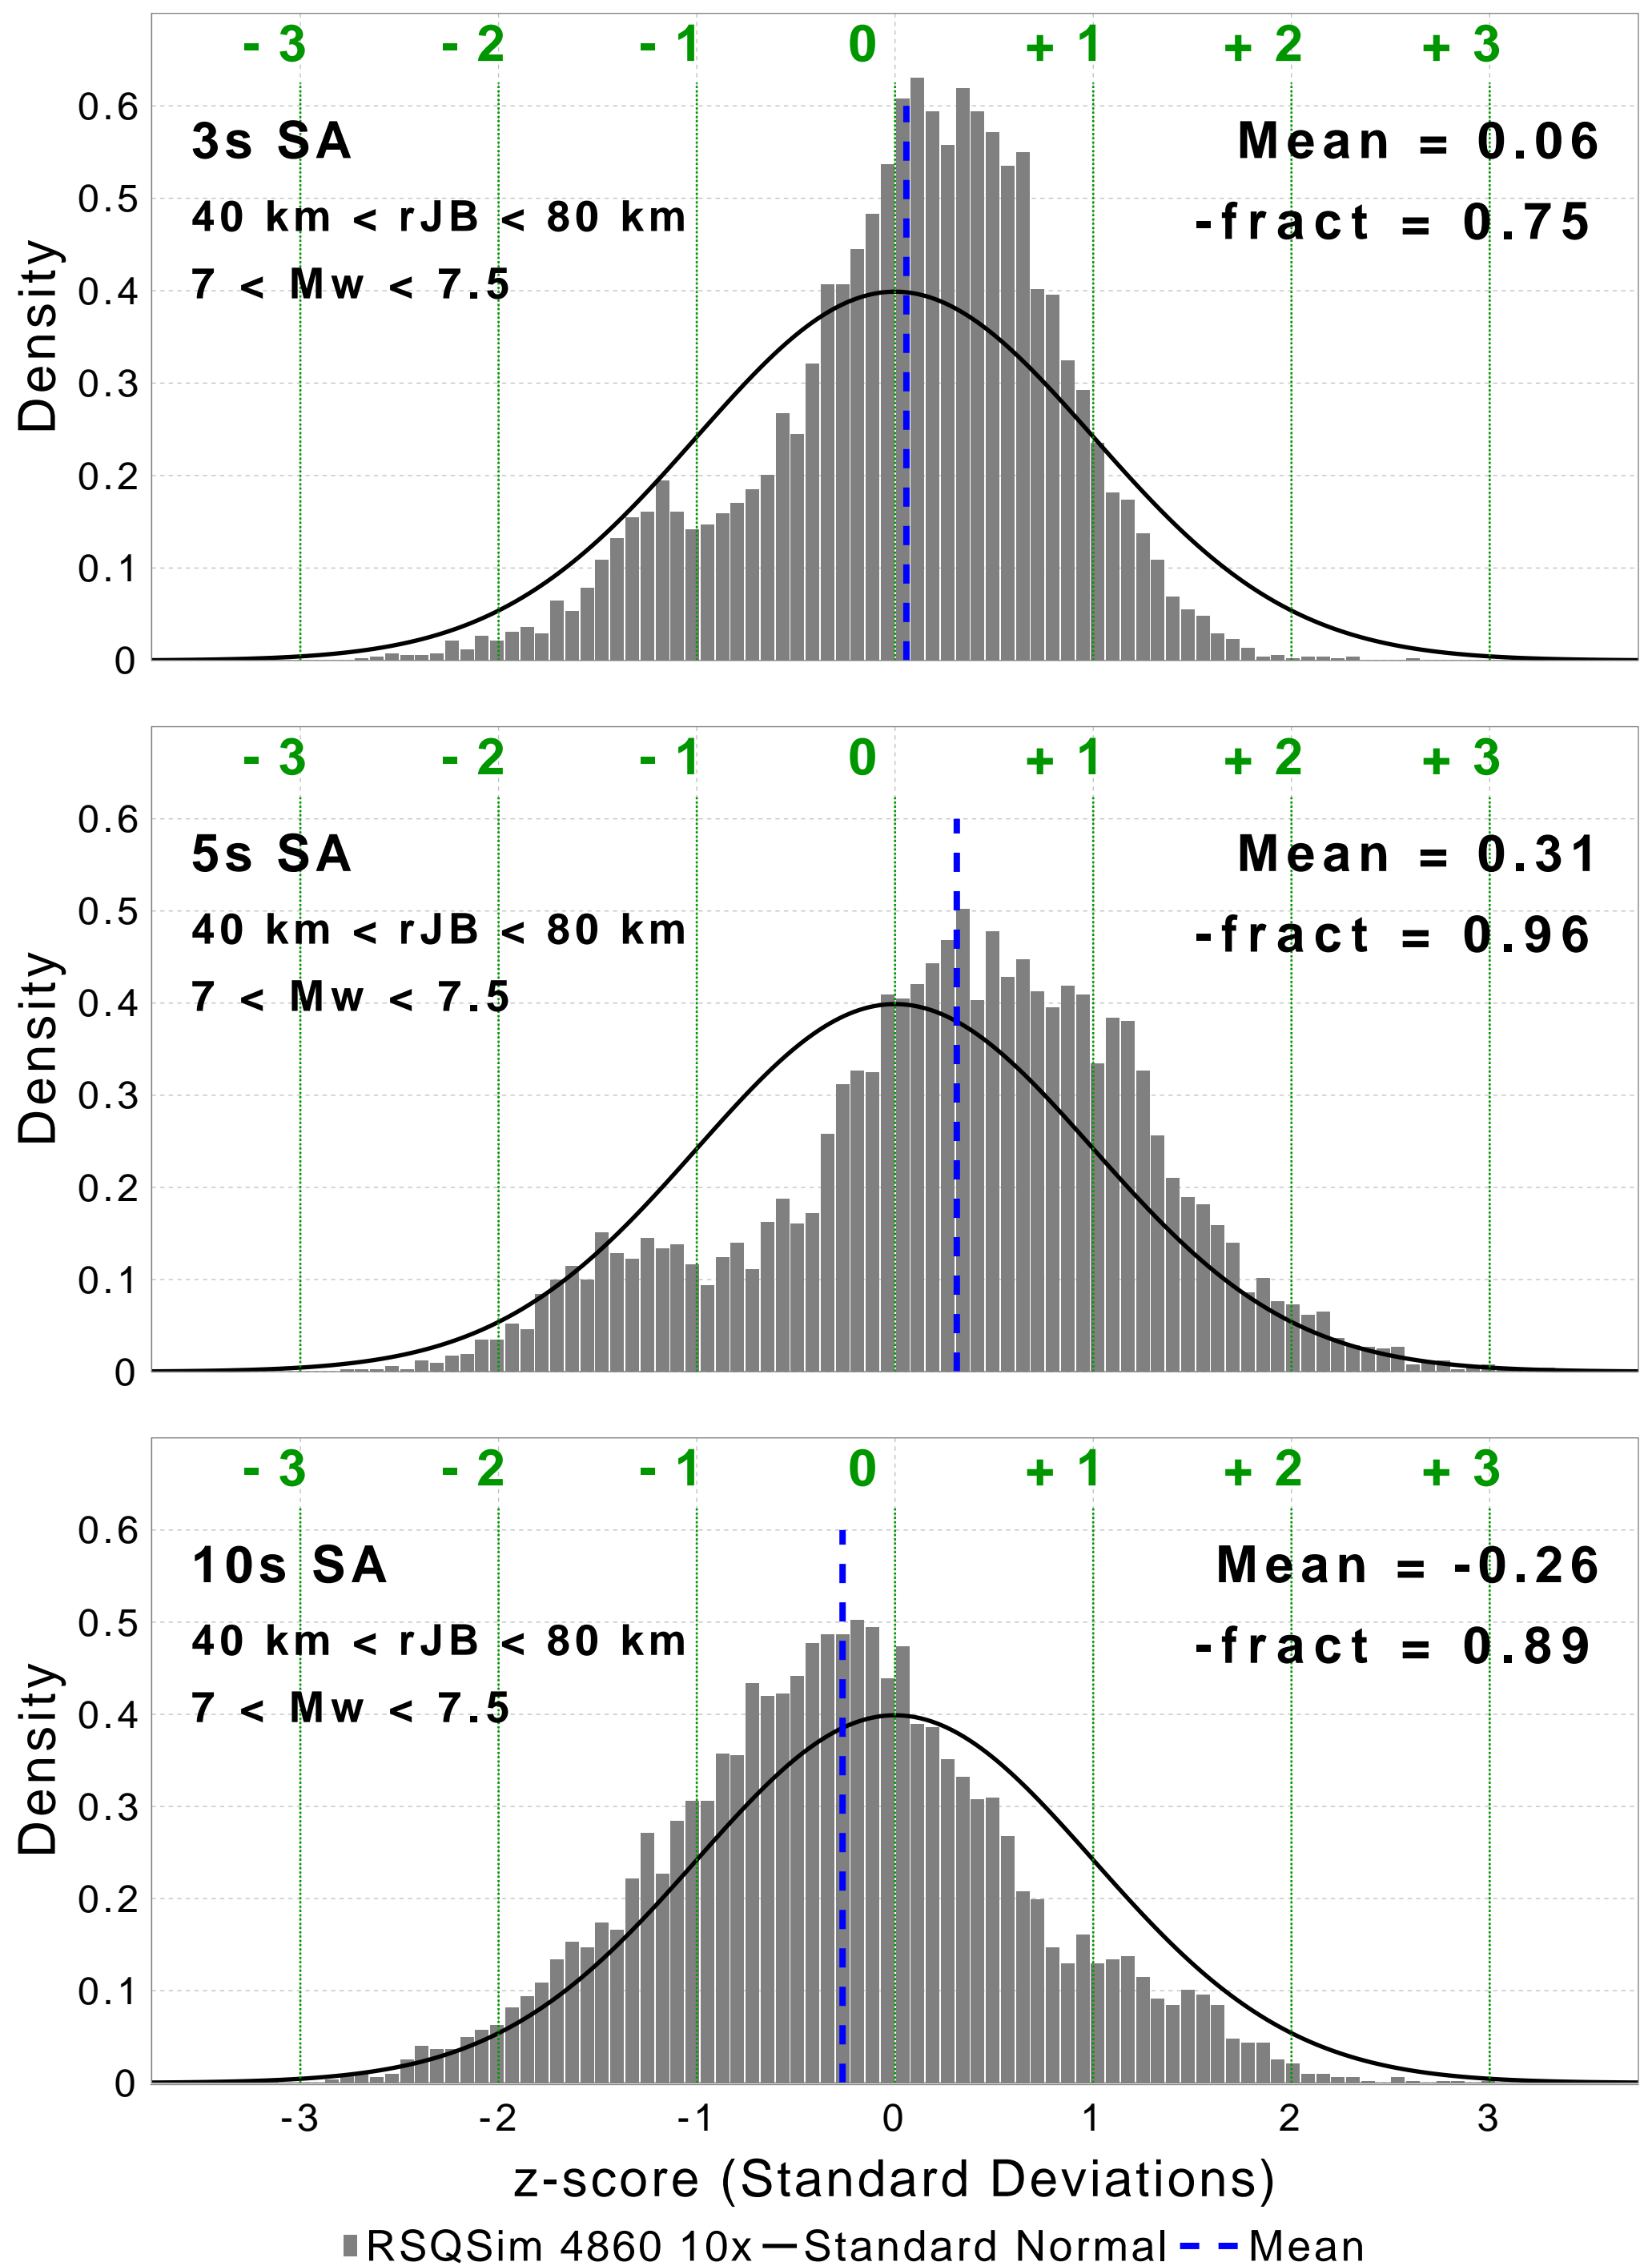 - 3 - 2 - 1 0 + 1 + 2 + 3
0.6
3s SA Mean = 0.06
0.5
40 km < rJB < 80 km -fract = 0.75
7 < Mw < 7.5
0.4
Density
0.3
0.2
0.1
0
- 3 - 2 - 1 0 + 1 + 2 + 3
0.6
5s SA Mean = 0.31
0.5
40 km < rJB < 80 km -fract = 0.96
7 < Mw < 7.5
0.4
Density
0.3
0.2
0.1
0
- 3 - 2 - 1 0 + 1 + 2 + 3
0.6
10s SA Mean = -0.26
0.5
40 km < rJB < 80 km -fract = 0.89
7 < Mw < 7.5
0.4
Density
0.3
0.2
0.1
0
-3 -2 -1 0 1 2 3
z-score (Standard Deviations)
RSQSim 4860 10x Standard Normal Mean